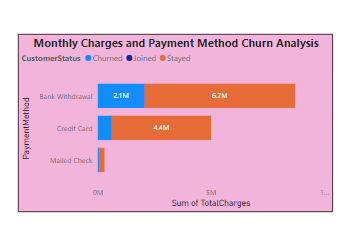 Monthly Charges and Payment Method Churn Analysis
CustomerStatus Churned Joined Stayed
PaymentMethod
Bank Withdrawal 2.1M 6.7M
Credit Card 4.4M
Mailed Check
0M 5M 1...
Sum of TotalCharges